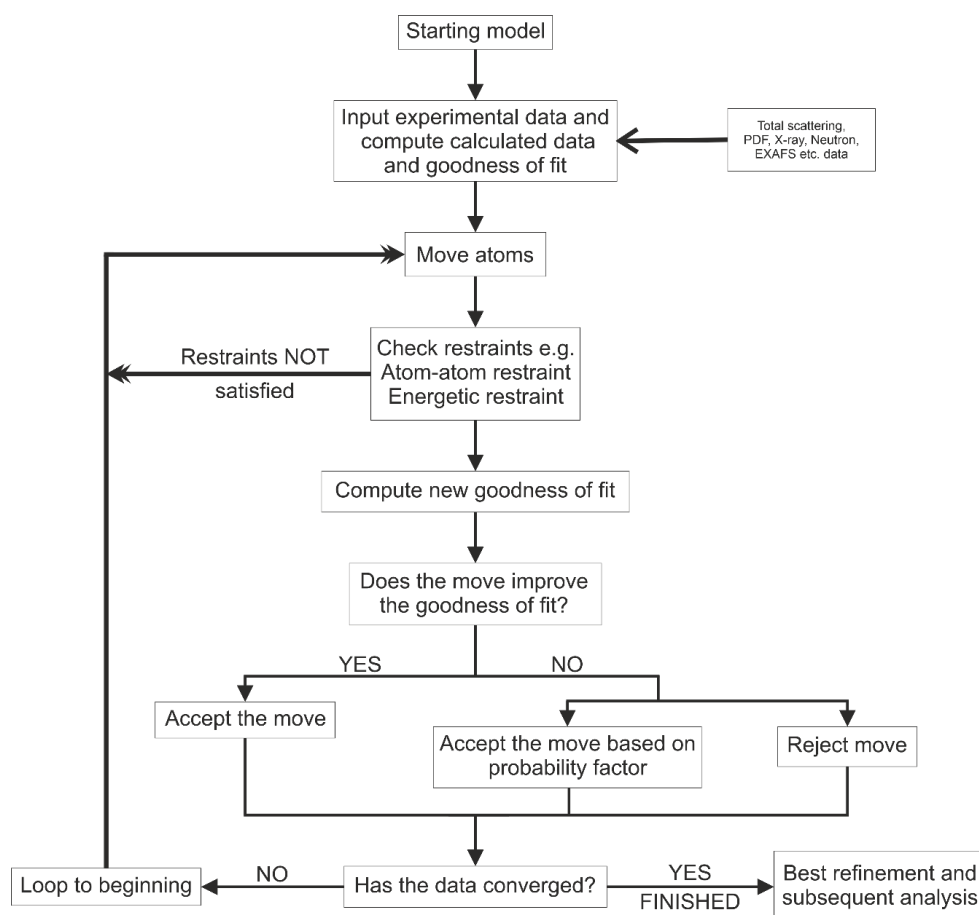 Starting model
Input experimental data and
compute calculated data
and goodness of fit
Total scattering,
PDF, X-ray, Neutron,
EXAFS etc. data
Move atoms
Check restraints e.g.
Atom-atom restraint
Energetic restraint
Restraints NOT
satisfied
Compute new goodness of fit
Does the move improve
the goodness of fit?
YES
NO
Accept the move
Accept the move based on
probability factor
Reject move
Has the data converged?
NO
Loop to beginning
YES
FINISHED
Best refinement and
subsequent analysis